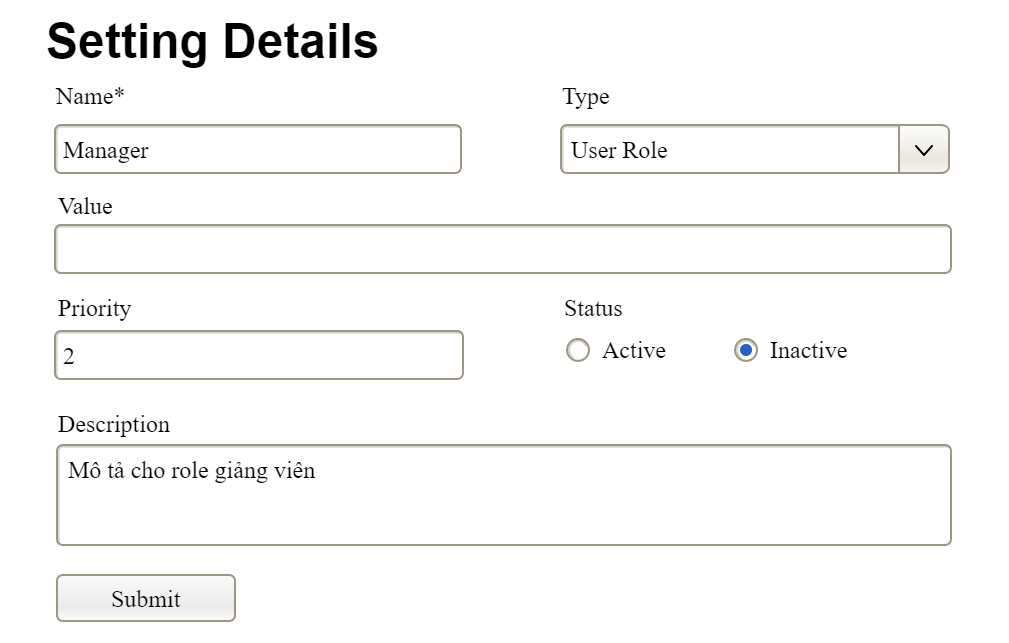 Setting Details
Name*
Type
Manager
User Role
Value
Priority
Status
2
Active
Inactive
Description
Mô tả cho role giảng viên
Submit